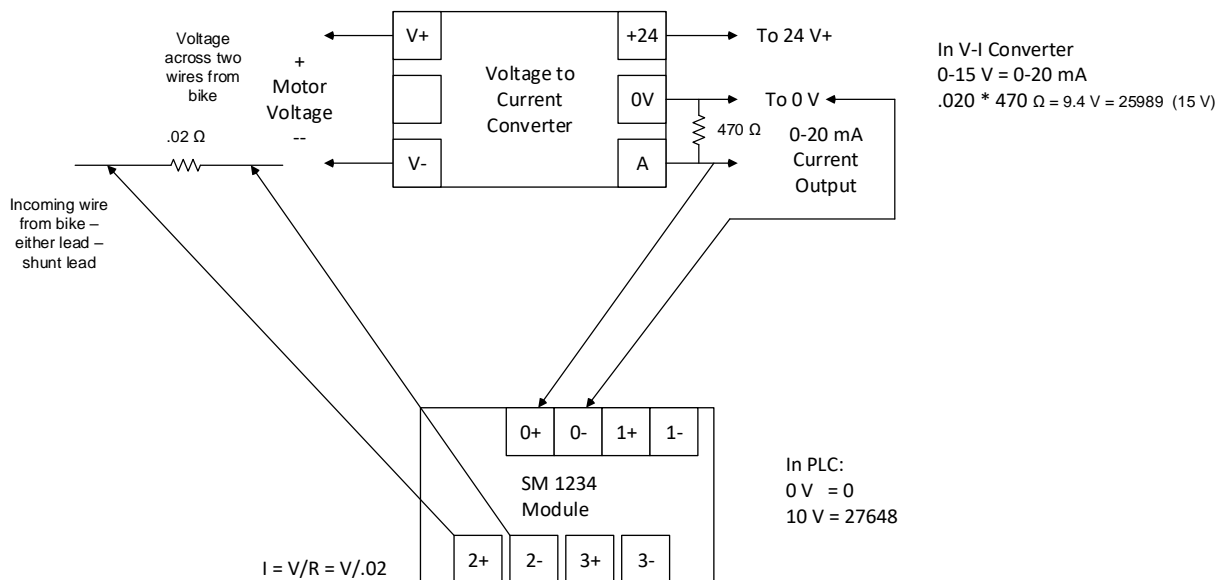 Voltage
across two
wires from
bike
+
Motor
Voltage
--
V+
V-
Voltage to
Current
Converter
+24
0V
A
To 24 V+
To 0 V
470 Ω
0-20 mA
Current
Output
In V-I Converter
0-15 V = 0-20 mA
.020 * 470 Ω = 9.4 V = 25989 (15 V)
.02 Ω
Incoming wire
from bike –
either lead –
shunt lead
0+ 0- 1+ 1-
SM 1234
Module
2+ 2- 3+ 3-
In PLC:
0 V = 0
10 V = 27648
I = V/R = V/.02